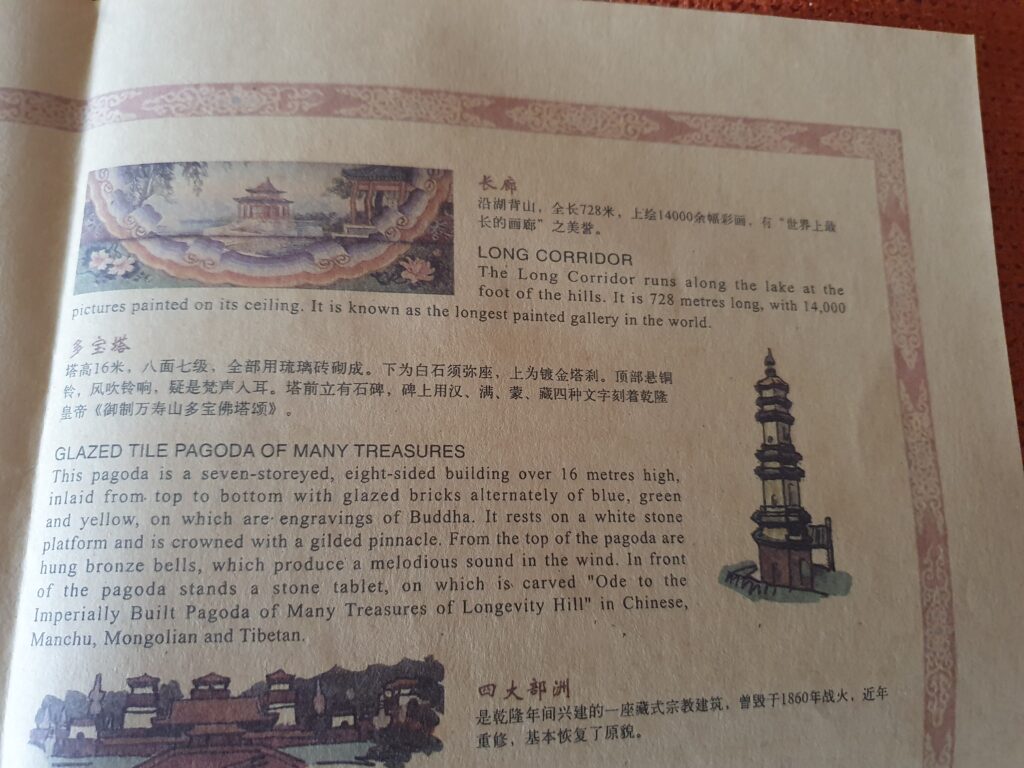 长廊
沿湖背山，全长728米，上绘14000余幅彩画，有“世界上最
长的画廊”之美誉。
LONG CORRIDOR
The Long Corridor runs along the lake at the
foot of the hills. It is 728 metres long, with 14,000
pictures painted on its ceiling. It is known as the longest painted gallery in the world.
多宝塔
塔高16米，八面七级，全部用琉璃砖砌成。下为白石须弥座，上为镀金塔刹。顶部悬铜
铃，风吹铃响，疑是梵声入耳。塔前立有石碑，碑上用汉、满、蒙、藏四种文字刻着乾隆
皇帝《御制万寿山多宝佛塔颂》。
GLAZED TILE PAGODA OF MANY TREASURES
This pagoda is a seven-storeyed, eight-sided building over 16 metres high,
inlaid from top to bottom with glazed bricks alternately of blue, green
and yellow, on which are engravings of Buddha. It rests on a white stone
platform and is crowned with a gilded pinnacle. From the top of the pagoda are
hung bronze bells, which produce a melodious sound in the wind. In front
of the pagoda stands a stone tablet, on which is carved "Ode to the
Imperially Built Pagoda of Many Treasures of Longevity Hill" in Chinese,
Manchu, Mongolian and Tibetan.
四大部洲
是乾隆年间兴建的一座藏式宗教建筑，曾毁于1860年战火，近年
重修，基本恢复了原貌。